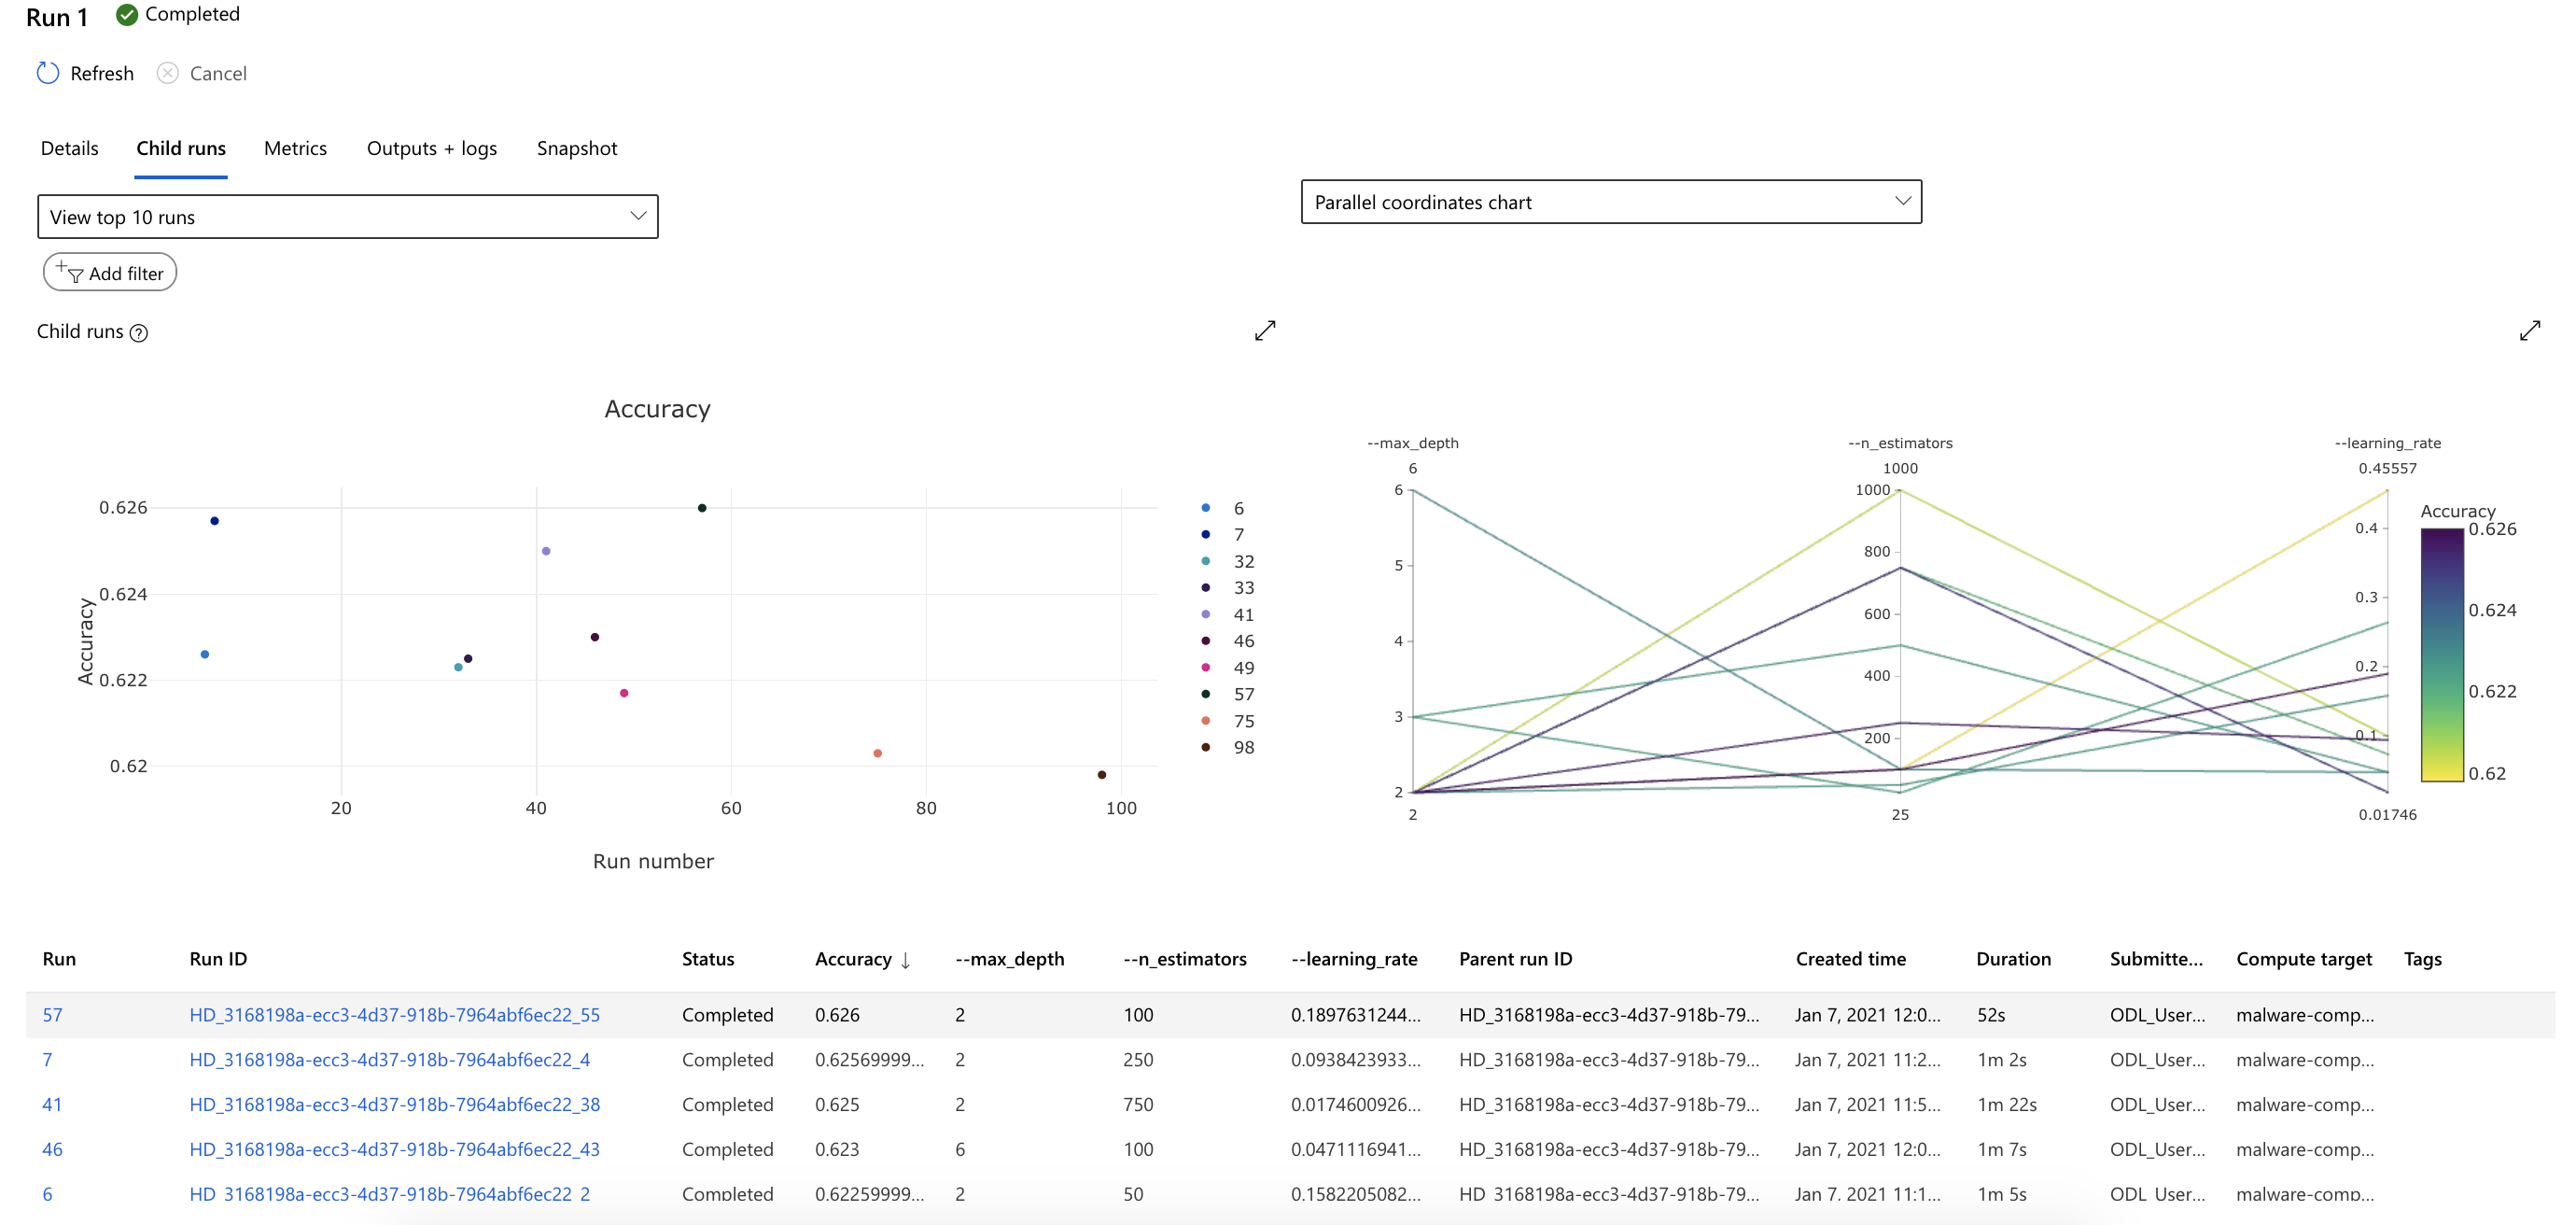 Run 1 Completed
Refresh Cancel
Details Child runs Metrics Outputs + logs Snapshot
View top 10 runs
Parallel coordinates chart
Add filter
Child runs
Accuracy
Accuracy
0.626
0.624
0.622
0.62
20 40 60 80 100
Run number
6
7
32
33
41
46
49
57
75
98
--max_depth --n_estimators --learning_rate
6 1000 0.45557
6
5
4
3
2
1000
800
600
400
200
0.4
0.3
0.2
0.1
2 25 0.01746
Accuracy
0.626
0.624
0.622
0.62
Run Run ID Status Accuracy ↓ --max_depth --n_estimators --learning_rate Parent run ID Created time Duration Submitte... Compute target Tags
57 HD_3168198a-ecc3-4d37-918b-7964abf6ec22_55 Completed 0.626 2 100 0.1897631244... HD_3168198a-ecc3-4d37-918b-79... Jan 7, 2021 12:0... 52s ODL_User... malware-comp...
7 HD_3168198a-ecc3-4d37-918b-7964abf6ec22_4 Completed 0.62569999... 2 250 0.0938423933... HD_3168198a-ecc3-4d37-918b-79... Jan 7, 2021 11:2... 1m 2s ODL_User... malware-comp...
41 HD_3168198a-ecc3-4d37-918b-7964abf6ec22_38 Completed 0.625 2 750 0.0174600926... HD_3168198a-ecc3-4d37-918b-79... Jan 7, 2021 11:5... 1m 22s ODL_User... malware-comp...
46 HD_3168198a-ecc3-4d37-918b-7964abf6ec22_43 Completed 0.623 6 100 0.0471116941... HD_3168198a-ecc3-4d37-918b-79... Jan 7, 2021 12:0... 1m 7s ODL_User... malware-comp...
6 HD_3168198a-ecc3-4d37-918b-7964abf6ec22_2 Completed 0.62259999... 2 50 0.1582205082... HD_3168198a-ecc3-4d37-918b-79... Jan 7, 2021 11:1... 1m 5s ODL_User... malware-comp...